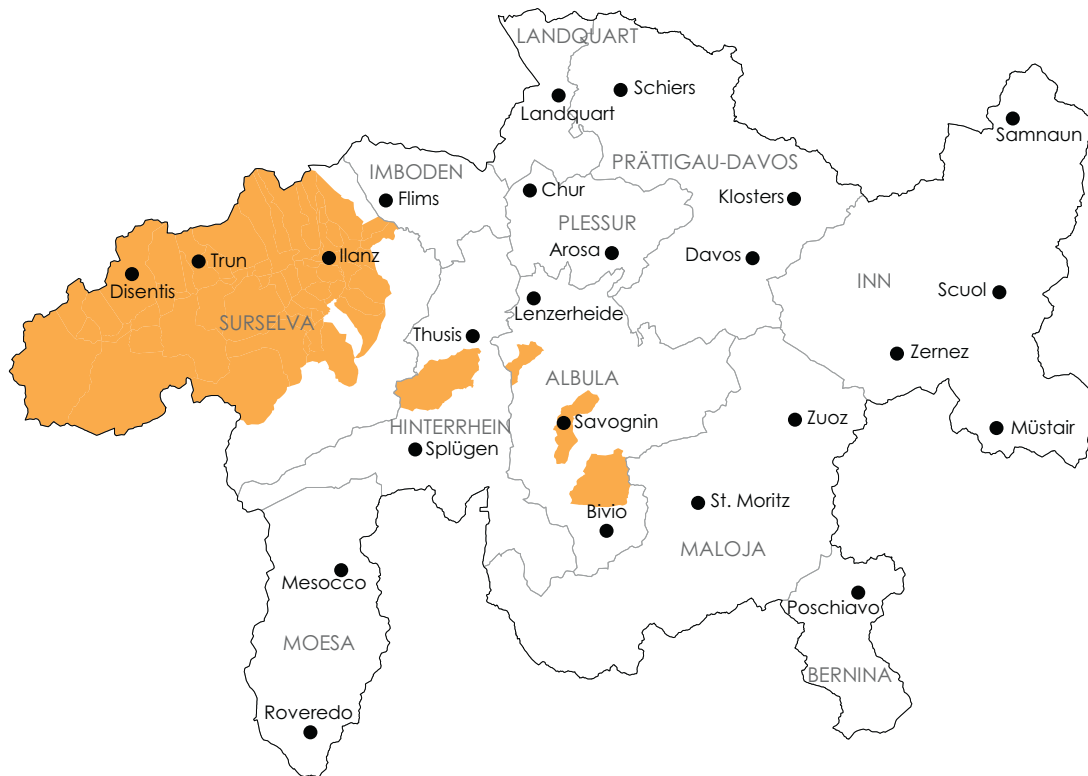 LANDQUART
Schiers
Landquart
Samnaun
PRÄTTIGAU-DAVOS
IMBODEN
Flims
Chur
Klosters
PLESSUR
Arosa
Davos
Ilanz
Trun
Disentis
INN
Scuol
Lenzerheide
SURSELVA
Thusis
Zernez
ALBULA
Savognin
Zuoz
Müstair
HINTERRHEIN
Splügen
St. Moritz
Bivio
MALOJA
Mesocco
Poschiavo
MOESA
BERNINA
Roveredo